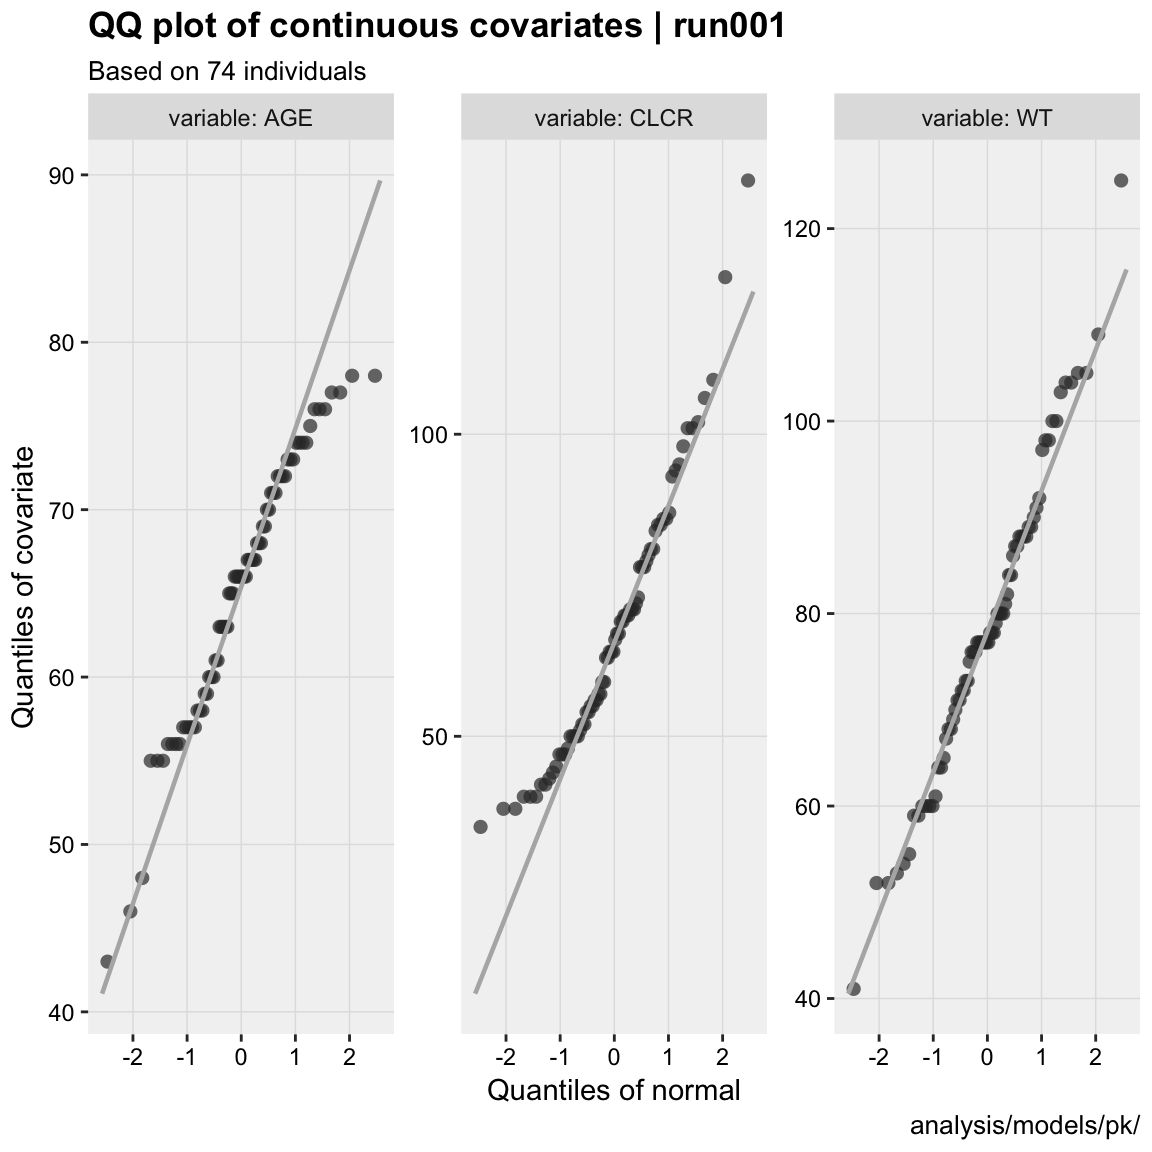 QQ plot of continuous covariates | run001
Based on 74 individuals
variable: AGE
variable: CLCR
variable: WT
Quantiles of covariate
90
80
70
60
50
40
100
50
120
100
80
60
40
-2 -1 0 1 2
-2 -1 0 1 2
-2 -1 0 1 2
Quantiles of normal
analysis/models/pk/